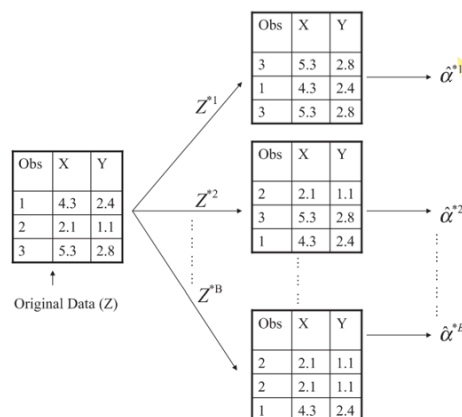 Obs X Y
3 5.3 2.8
1 4.3 2.4
3 5.3 2.8
Z*1
α̂*1
Obs X Y
1 4.3 2.4
2 2.1 1.1
3 5.3 2.8
Original Data (Z)
Z*2
Obs X Y
2 2.1 1.1
3 5.3 2.8
1 4.3 2.4
α̂*2
Z*B
Obs X Y
2 2.1 1.1
2 2.1 1.1
1 4.3 2.4
α̂*B